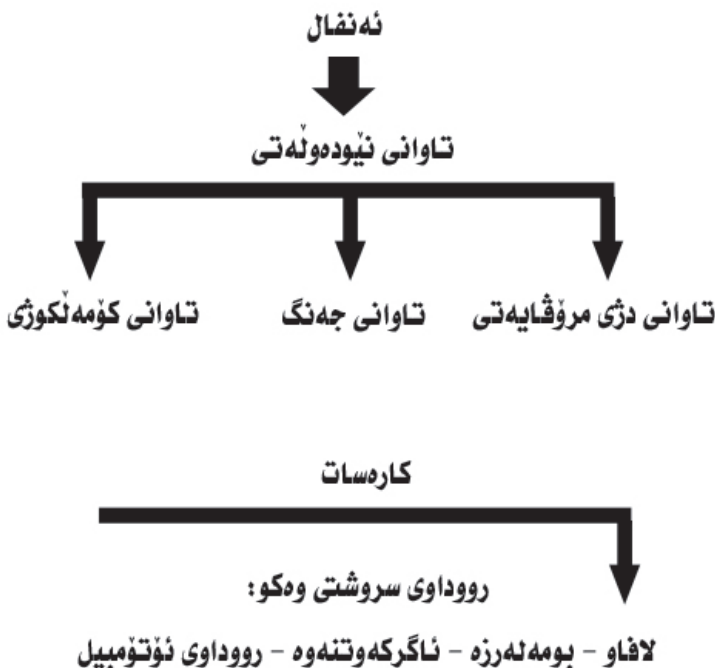 ئەنفال
تاوانی نێودەوڵەتی
تاوانی دژی مرۆڤایەتی    تاوانی جەنگ    تاوانی کۆمەڵکوژی
کارەسات
رووداوی سروشتی وەکو:
لافاو - بومەلەرزە - ئاگرکەوتنەوە - رووداوی ئۆتۆمبیل